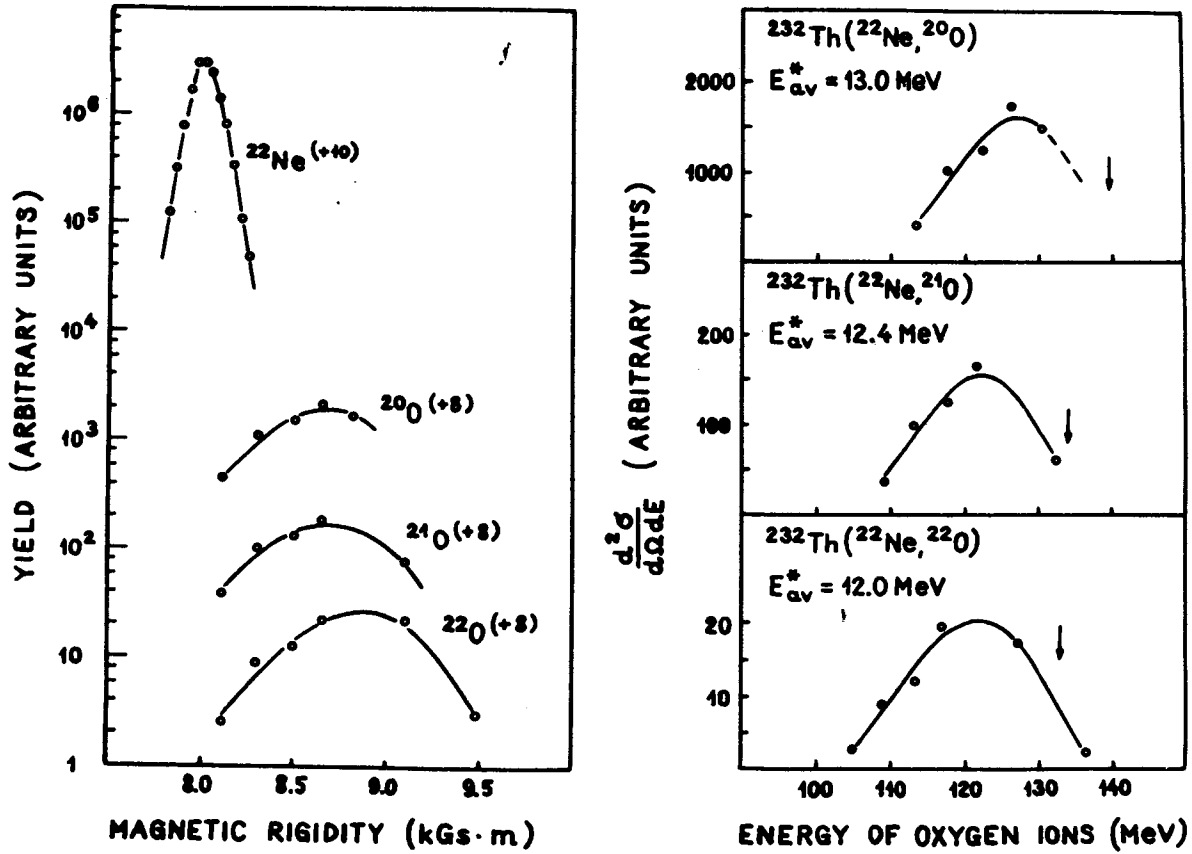 YIELD (ARBITRARY UNITS)
10⁶
10⁵
10⁴
10³
10²
10
1
²²Ne⁽⁺¹⁰⁾
²⁰O⁽⁺⁸⁾
²¹O⁽⁺⁸⁾
²²O⁽⁺⁸⁾
8.0 8.5 9.0 9.5
MAGNETIC RIGIDITY (kGs·m)
d²σ/dΩdE (ARBITRARY UNITS)
²³²Th(²²Ne,²⁰O)
E*av = 13.0 MeV
2000
1000
²³²Th(²²Ne,²¹O)
E*av = 12.4 MeV
200
100
²³²Th(²²Ne,²²O)
E*av = 12.0 MeV
20
10
100 110 120 130 140
ENERGY OF OXYGEN IONS (MeV)